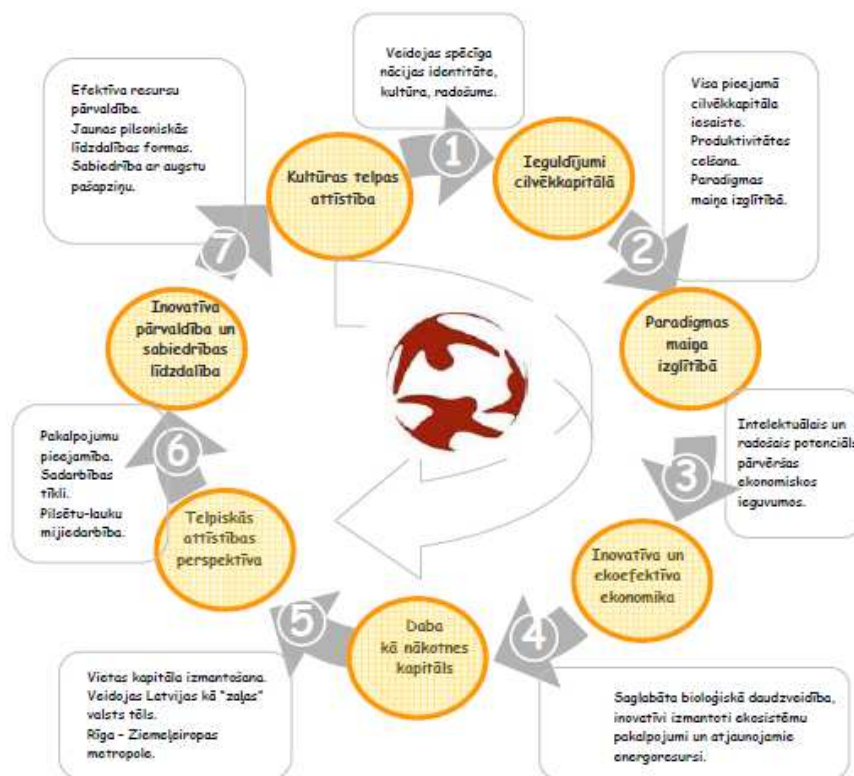 Veidojas spēcīga
nācijas identitāte,
kultūra, radošums.
1
Ieguldījumi
cilvēkkapitālā
Visa pieejamā
cilvēkkapitāla
iesaiste.
Produktivitātes
celšana.
Paradigmas
maiņa izglītībā.
2
Paradigmas
maiņa
izglītībā
Intelektuālais un
radošais potenciāls
pārvēršas
ekonomiskos
ieguvumos.
3
Inovatīva un
ekoefektīva
ekonomika
4
Saglabāta bioloģiskā daudzveidība,
inovatīvi izmantoti ekosistēmu
pakalpojumi un atjaunojamie
energoresursi.
Daba
kā nākotnes
kapitāls
5
Vietas kapitāla izmantošana.
Veidojas Latvijas kā "zaļas"
valsts tēls.
Rīga – Ziemeļeiropas
metropole.
Telpiskās
attīstības
perspektīva
6
Pakalpojumu
pieejamība.
Sadarbības
tīkli.
Pilsētu-lauku
mijiedarbība.
Inovatīva
pārvaldība un
sabiedrības
līdzdalība
7
Efektīva resursu
pārvaldība.
Jaunas pilsoniskās
līdzdalības formas.
Sabiedrība ar augstu
pašapziņu.
Kultūras telpas
attīstība